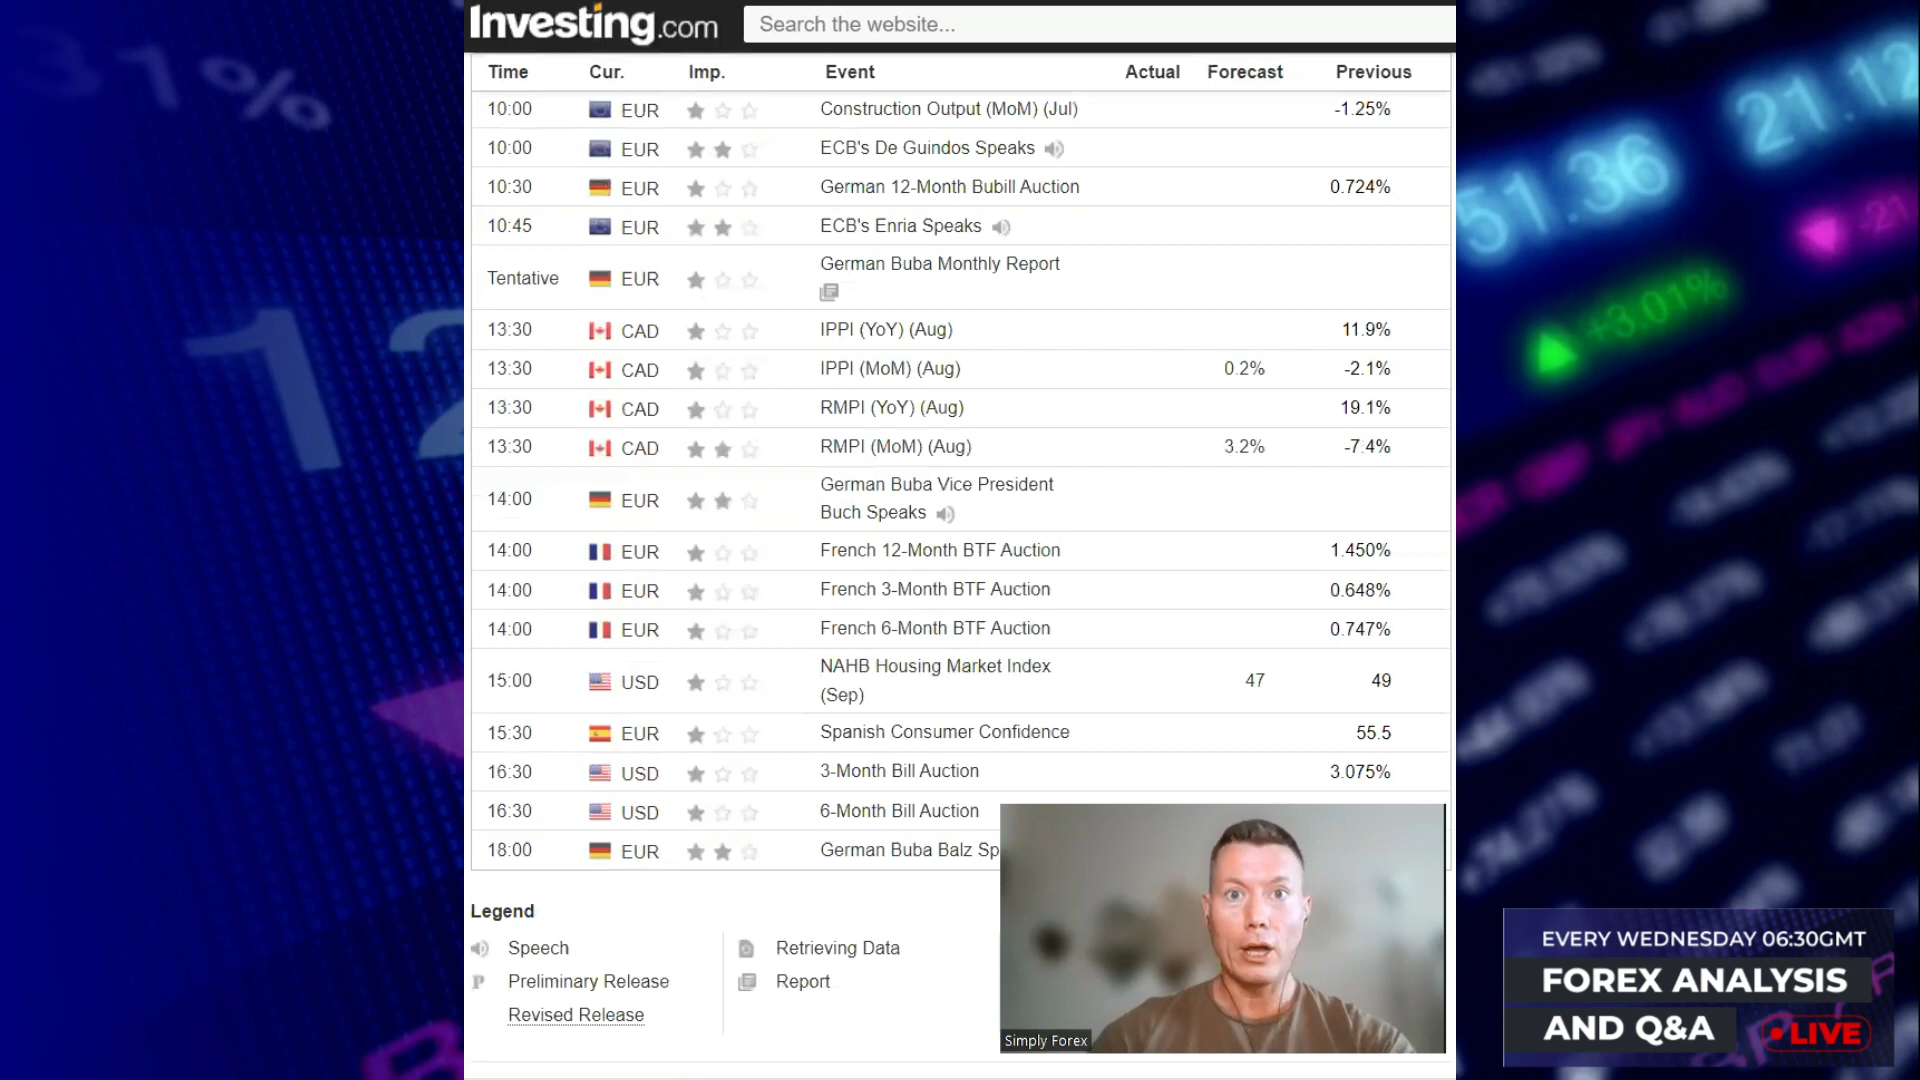 Investing.com
Search the website...
Time Cur. Imp. Event Actual Forecast Previous
10:00 EUR Construction Output (MoM) (Jul) -1.25%
10:00 EUR ECB's De Guindos Speaks
10:30 EUR German 12-Month Bubill Auction 0.724%
10:45 EUR ECB's Enria Speaks
Tentative EUR German Buba Monthly Report
13:30 CAD IPPI (YoY) (Aug) 11.9%
13:30 CAD IPPI (MoM) (Aug) 0.2% -2.1%
13:30 CAD RMPI (YoY) (Aug) 19.1%
13:30 CAD RMPI (MoM) (Aug) 3.2% -7.4%
14:00 EUR German Buba Vice President
Buch Speaks
14:00 EUR French 12-Month BTF Auction 1.450%
14:00 EUR French 3-Month BTF Auction 0.648%
14:00 EUR French 6-Month BTF Auction 0.747%
15:00 USD NAHB Housing Market Index
(Sep) 47 49
15:30 EUR Spanish Consumer Confidence 55.5
16:30 USD 3-Month Bill Auction 3.075%
16:30 USD 6-Month Bill Auction
18:00 EUR German Buba Balz Sp
Legend
Speech
Retrieving Data
P Preliminary Release
Report
Revised Release
Simply Forex
31%
12
51.36
21.12
-21
+3.01%
EVERY WEDNESDAY 06:30GMT
FOREX ANALYSIS
AND Q&A
LIVE